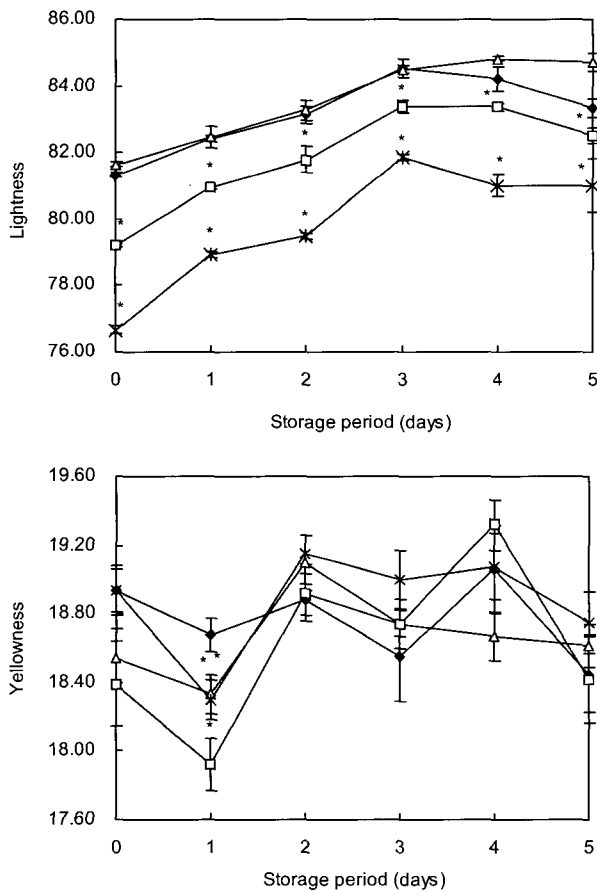 86.00
84.00
82.00
80.00
78.00
76.00
Lightness
0 1 2 3 4 5
Storage period (days)
19.60
19.20
18.80
18.40
18.00
17.60
Yellowness
0 1 2 3 4 5
Storage period (days)